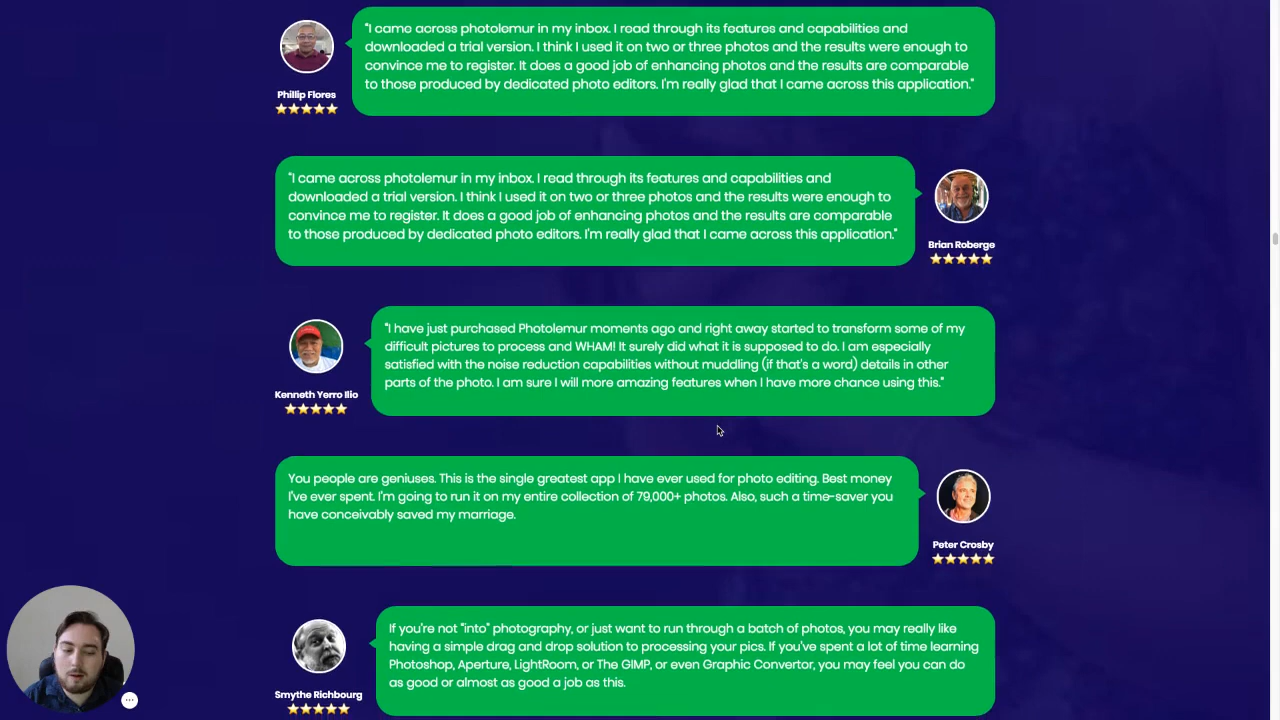 "I came across photolemur in my inbox. I read through its features and capabilities and
downloaded a trial version. I think I used it on two or three photos and the results were enough to
convince me to register. It does a good job of enhancing photos and the results are comparable
to those produced by dedicated photo editors. I'm really glad that I came across this application."
Phillip Flores
"I came across photolemur in my inbox. I read through its features and capabilities and
downloaded a trial version. I think I used it on two or three photos and the results were enough to
convince me to register. It does a good job of enhancing photos and the results are comparable
to those produced by dedicated photo editors. I'm really glad that I came across this application."
Brian Roberge
"I have just purchased Photolemur moments ago and right away started to transform some of my
difficult pictures to process and WHAM! It surely did what it is supposed to do. I am especially
satisfied with the noise reduction capabilities without muddling (if that's a word) details in other
parts of the photo. I am sure I will more amazing features when I have more chance using this."
Kenneth Yerro Ilio
You people are geniuses. This is the single greatest app I have ever used for photo editing. Best money
I've ever spent. I'm going to run it on my entire collection of 79,000+ photos. Also, such a time-saver you
have conceivably saved my marriage.
Peter Crosby
If you're not "into" photography, or just want to run through a batch of photos, you may really like
having a simple drag and drop solution to processing your pics. If you've spent a lot of time learning
Photoshop, Aperture, LightRoom, or The GIMP, or even Graphic Convertor, you may feel you can do
as good or almost as good a job as this.
Smythe Richbourg